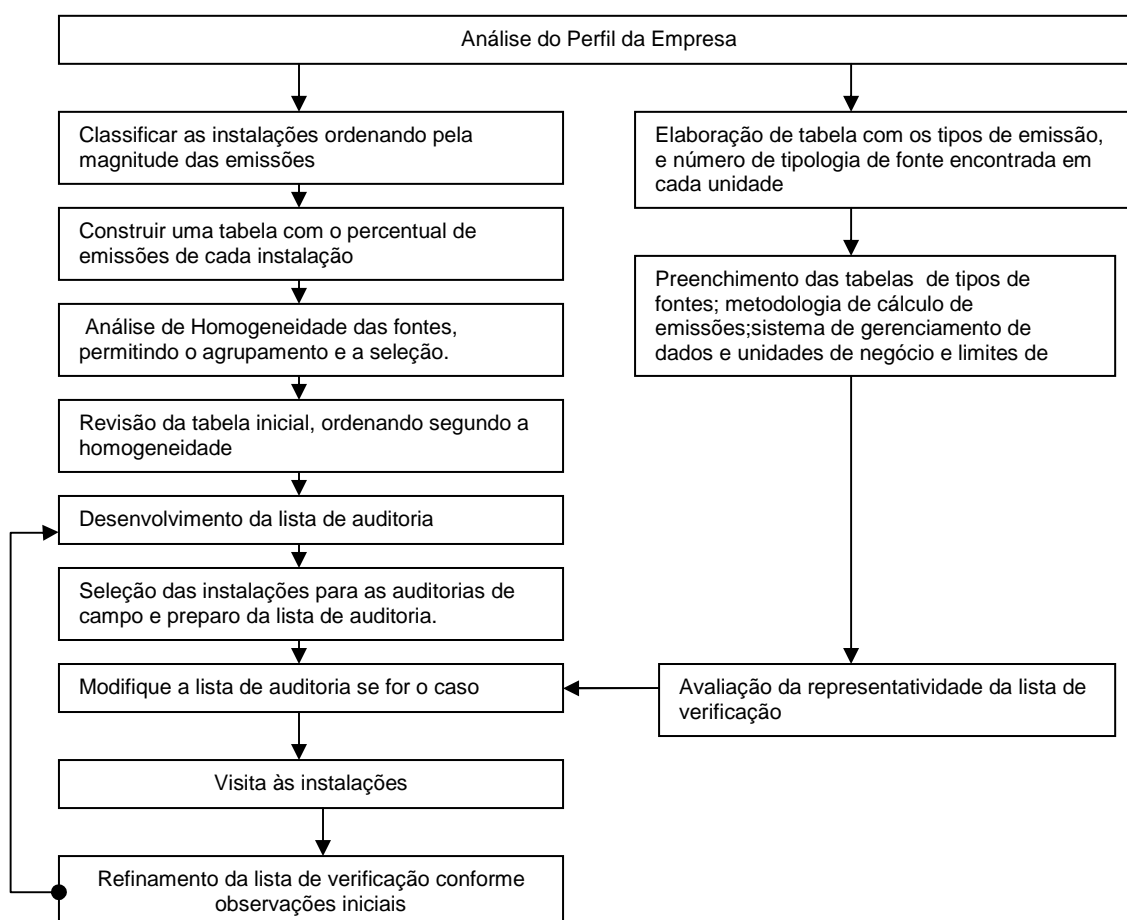 Análise do Perfil da Empresa
Classificar as instalações ordenando pela
magnitude das emissões
Construir uma tabela com o percentual de
emissões de cada instalação
Análise de Homogeneidade das fontes,
permitindo o agrupamento e a seleção.
Revisão da tabela inicial, ordenando segundo a
homogeneidade
Desenvolvimento da lista de auditoria
Seleção das instalações para as auditorias de
campo e preparo da lista de auditoria.
Modifique a lista de auditoria se for o caso
Visita às instalações
Refinamento da lista de verificação conforme
observações iniciais
Elaboração de tabela com os tipos de emissão,
e número de tipologia de fonte encontrada em
cada unidade
Preenchimento das tabelas de tipos de
fontes; metodologia de cálculo de
emissões;sistema de gerenciamento de
dados e unidades de negócio e limites de
Avaliação da representatividade da lista de
verificação